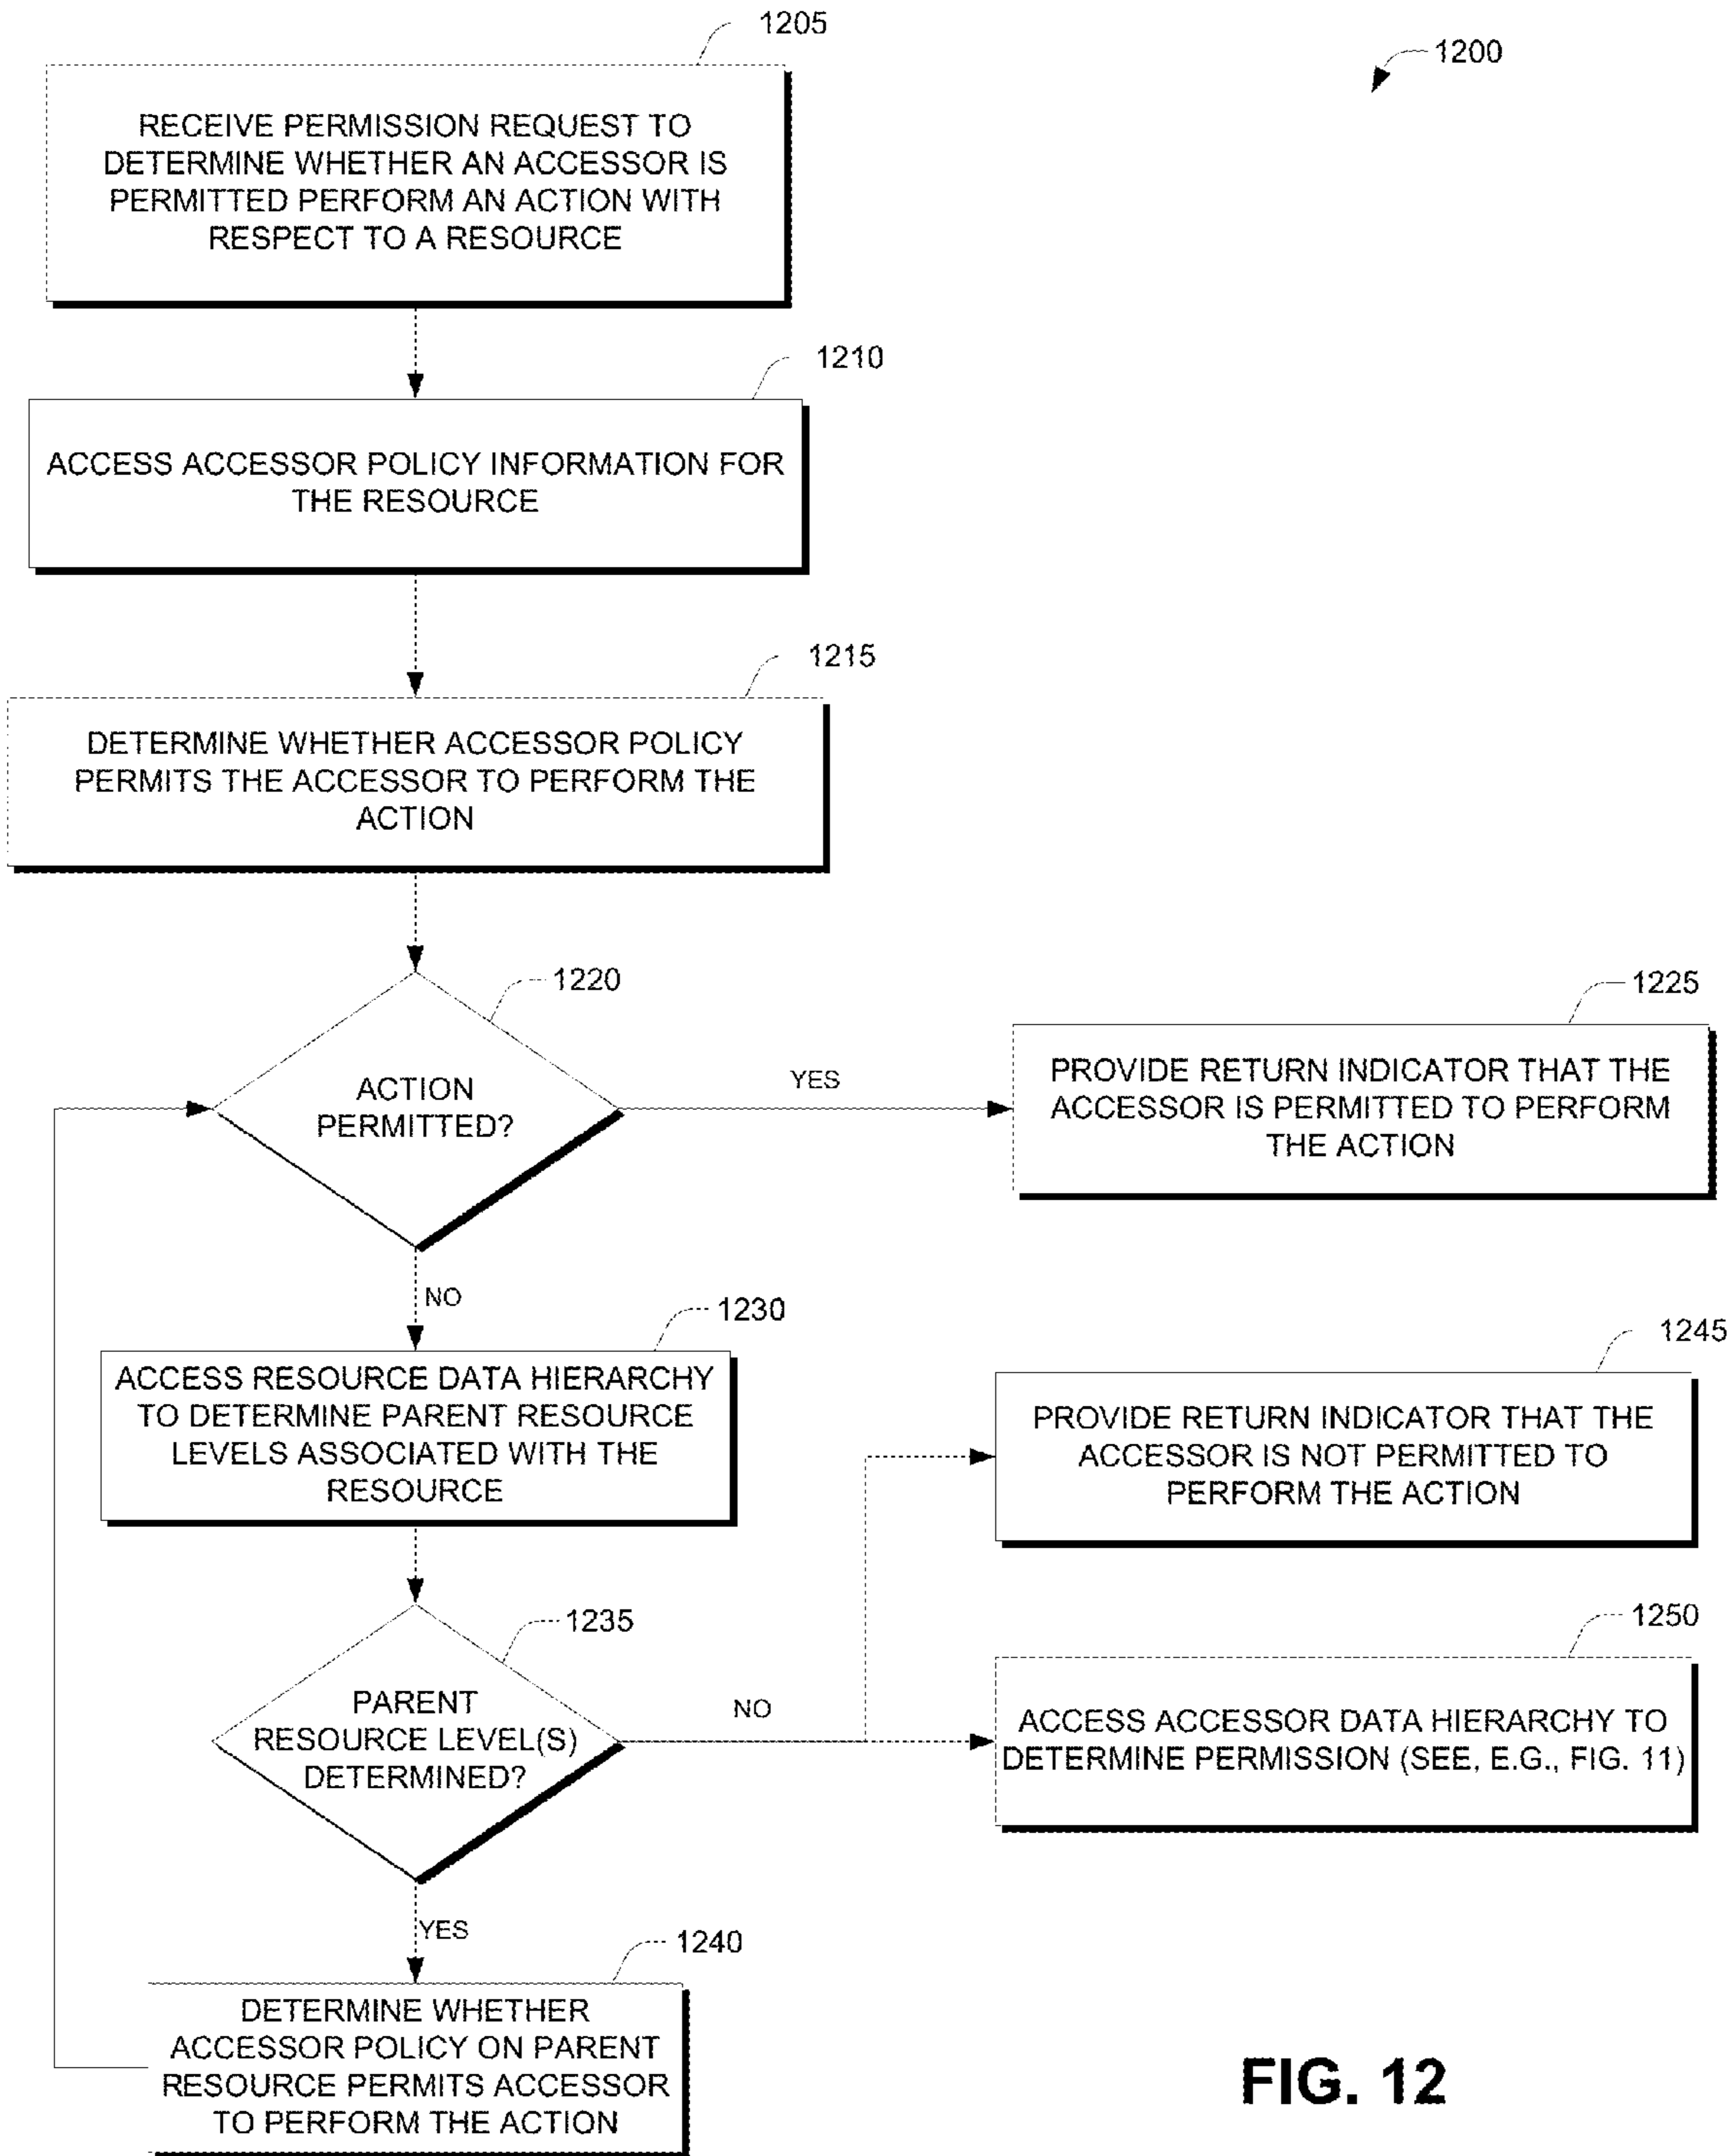 1205
1200
RECEIVE PERMISSION REQUEST TO
DETERMINE WHETHER AN ACCESSOR IS
PERMITTED PERFORM AN ACTION WITH
RESPECT TO A RESOURCE
1210
ACCESS ACCESSOR POLICY INFORMATION FOR
THE RESOURCE
1215
DETERMINE WHETHER ACCESSOR POLICY
PERMITS THE ACCESSOR TO PERFORM THE
ACTION
1220
ACTION
PERMITTED?
YES
1225
PROVIDE RETURN INDICATOR THAT THE
ACCESSOR IS PERMITTED TO PERFORM
THE ACTION
NO
1230
ACCESS RESOURCE DATA HIERARCHY
TO DETERMINE PARENT RESOURCE
LEVELS ASSOCIATED WITH THE
RESOURCE
1245
PROVIDE RETURN INDICATOR THAT THE
ACCESSOR IS NOT PERMITTED TO
PERFORM THE ACTION
1235
PARENT
RESOURCE LEVEL(S)
DETERMINED?
NO
1250
ACCESS ACCESSOR DATA HIERARCHY TO
DETERMINE PERMISSION (SEE, E.G., FIG. 11)
YES
1240
DETERMINE WHETHER
ACCESSOR POLICY ON PARENT
RESOURCE PERMITS ACCESSOR
TO PERFORM THE ACTION
FIG. 12